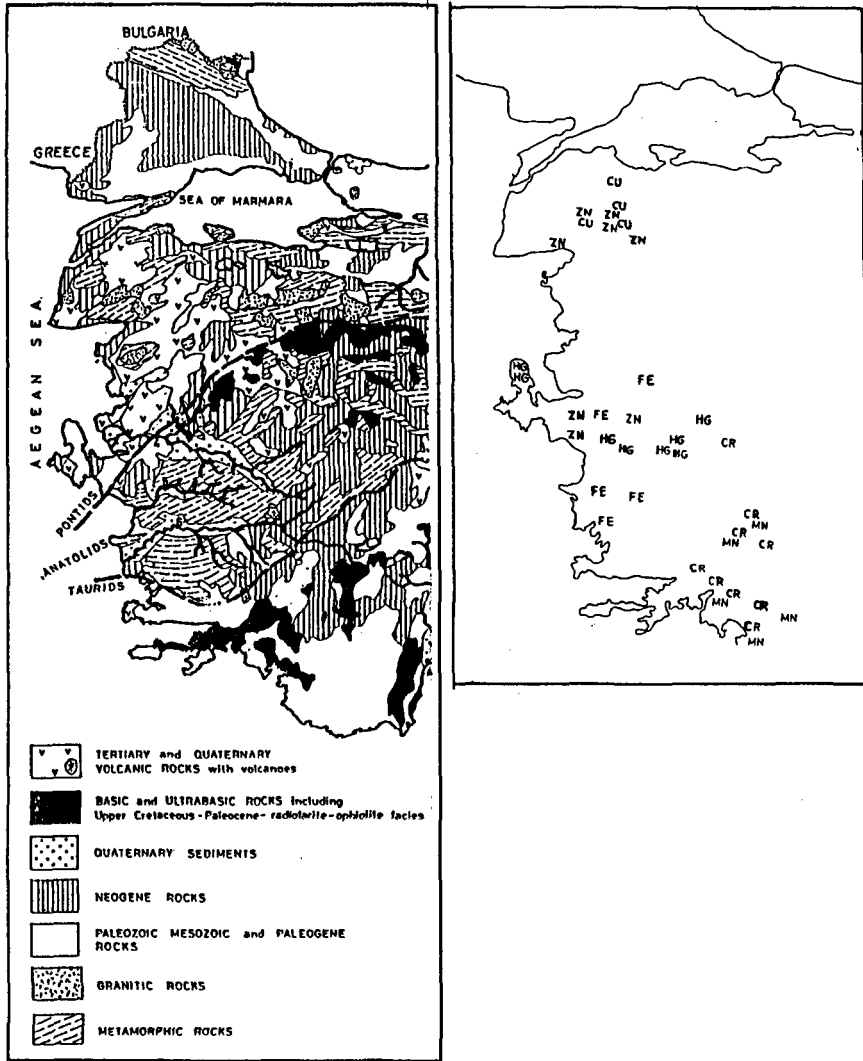 BULGARIA
GREECE
SEA OF MARMARA
AEGEAN SEA
PONTIDS
ANATOLIDS
TAURIDS
TERTIARY and QUATERNARY
VOLCANIC ROCKS with volcanoes
BASIC and ULTRABASIC ROCKS Including
Upper Cretaceous-Paleocene-radiolarite-ophiolite facies
QUATERNARY SEDIMENTS
NEOGENE ROCKS
PALEOZOIC MESOZOIC and PALEOGENE
ROCKS
GRANITIC ROCKS
METAMORPHIC ROCKS
CU
CU
ZN ZN
CU CU
ZN
ZN ZN
HG
HG
FE
ZN FE ZN HG
ZN HG HG CR
HG HG HG
FE FE
FE
CR
MN
CR
MN CR
CR
CR
CR
MN CR MN
CR
MN